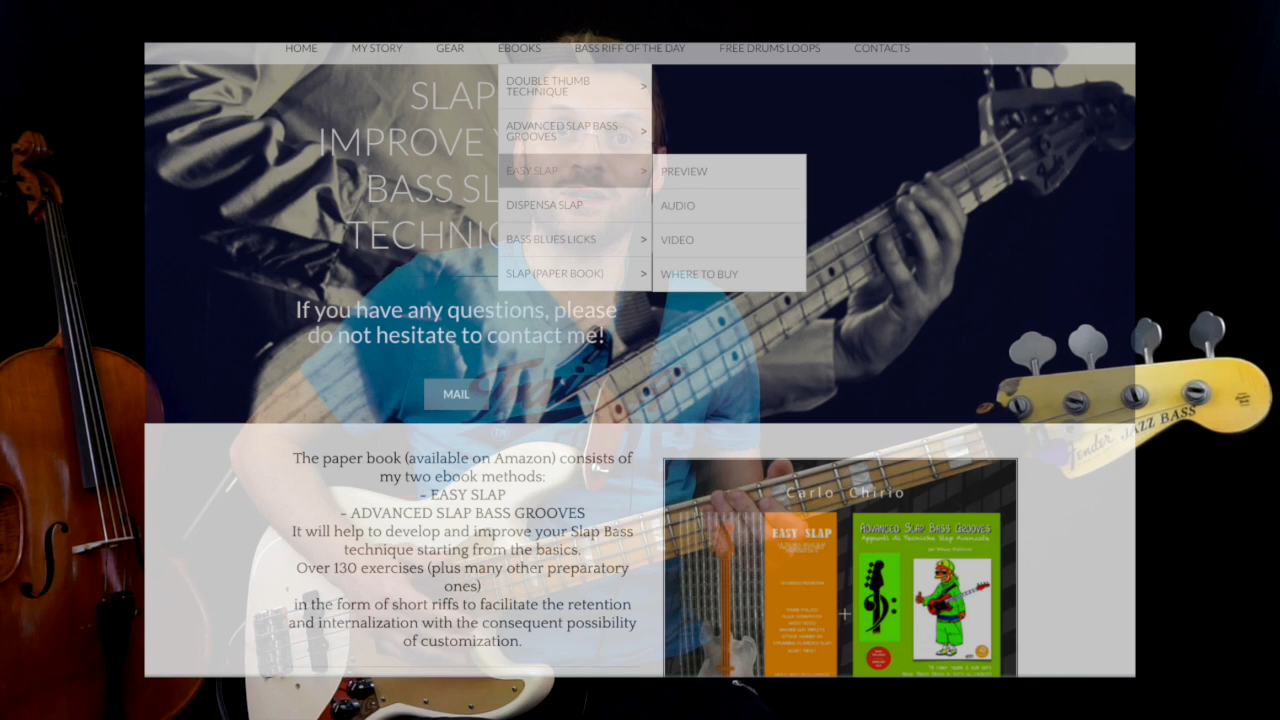 HOME MY STORY GEAR EBOOKS BASS RIFF OF THE DAY FREE DRUMS LOOPS CONTACTS
DOUBLE THUMB
TECHNIQUE >
ADVANCED SLAP BASS
GROOVES >
EASY SLAP >
DISPENSA SLAP
BASS BLUES LICKS >
SLAP (PAPER BOOK) >
PREVIEW
AUDIO
VIDEO
WHERE TO BUY
SLAP
IMPROVE
BASS SL
TECHNIQ
If you have any questions, please
do not hesitate to contact me!
MAIL
The paper book (available on Amazon) consists of
my two ebook methods:
- EASY SLAP
- ADVANCED SLAP BASS GROOVES
It will help to develop and improve your Slap Bass
technique starting from the basics.
Over 130 exercises (plus many other preparatory
ones)
in the form of short riffs to facilitate the retention
and internalization with the consequent possibility
of customization.
Carlo Chirio
EASY SLAP
+
ADVANCED SLAP BASS GROOVES
Appunti di Tecniche Slap Avanzate
Fender JAZZ BASS